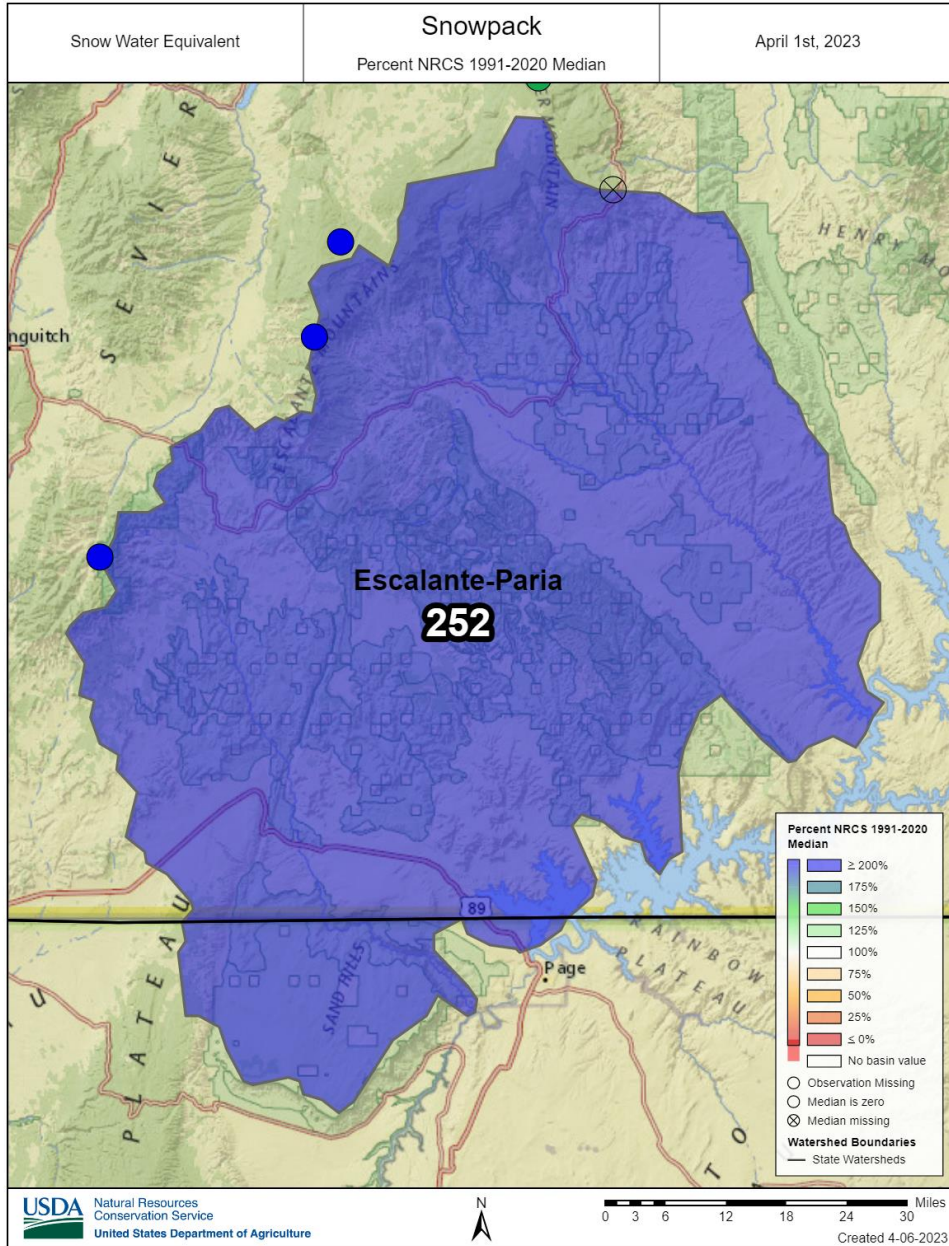 Snow Water Equivalent
Snowpack
Percent NRCS 1991-2020 Median
April 1st, 2023
SEVIER
ER MOUNTAIN
HENRY MO
nguitch
ESCALANT MOUNTAINS
Escalante-Paria
252
89
PLATEAU
SAND HILLS
Page
RAINBOW
PLATEAU
U
T O
Percent NRCS 1991-2020
Median
≥ 200%
175%
150%
125%
100%
75%
50%
25%
≤ 0%
No basin value
Observation Missing
Median is zero
Median missing
Watershed Boundaries
State Watersheds
USDA
Natural Resources
Conservation Service
United States Department of Agriculture
N
Miles
0 3 6 12 18 24 30
Created 4-06-2023